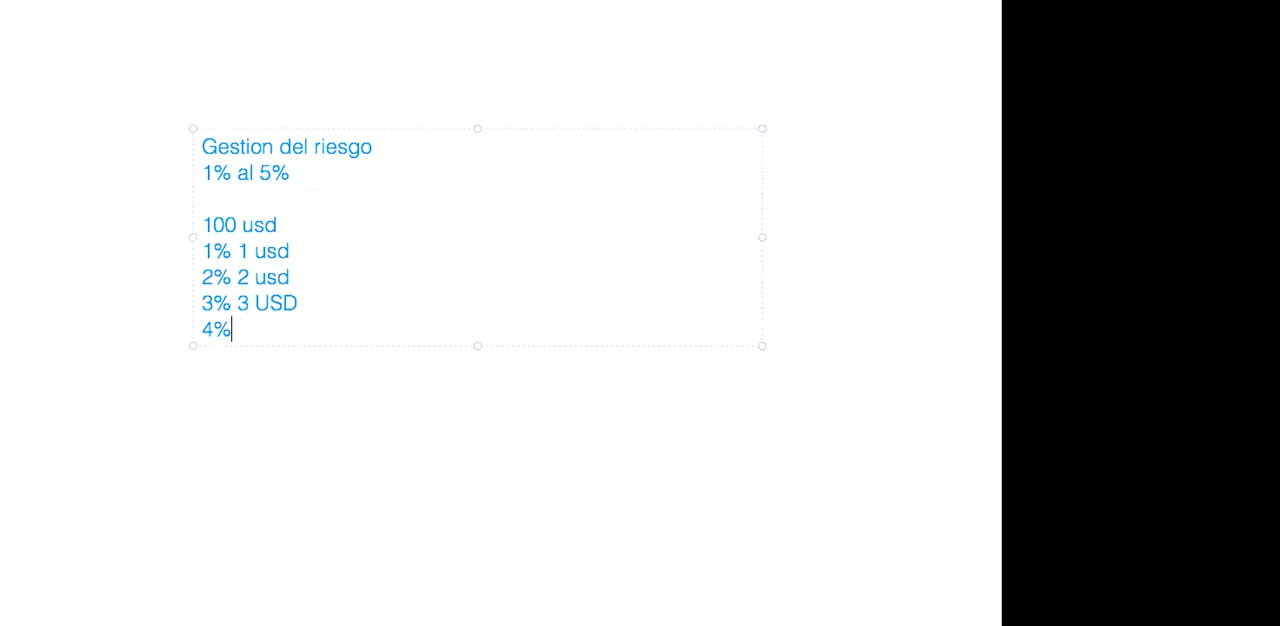 Gestion del riesgo
1% al 5%
100 usd
1% 1 usd
2% 2 usd
3% 3 USD
4%